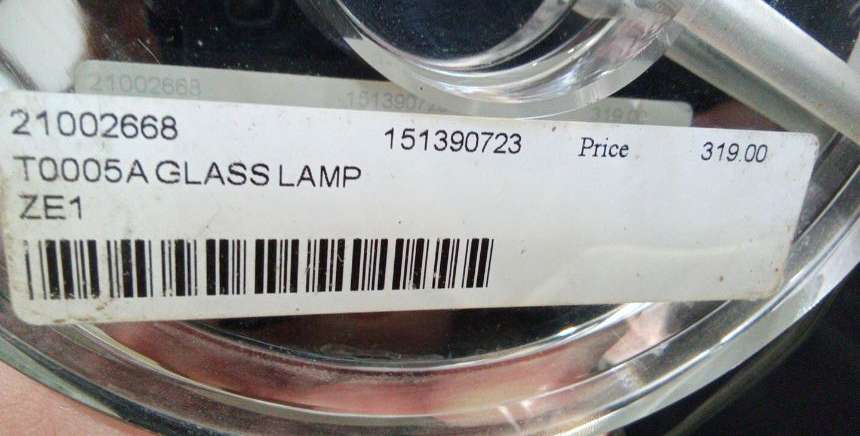 21002668 151390723 Price 319.00
T0005A GLASS LAMP
ZE1